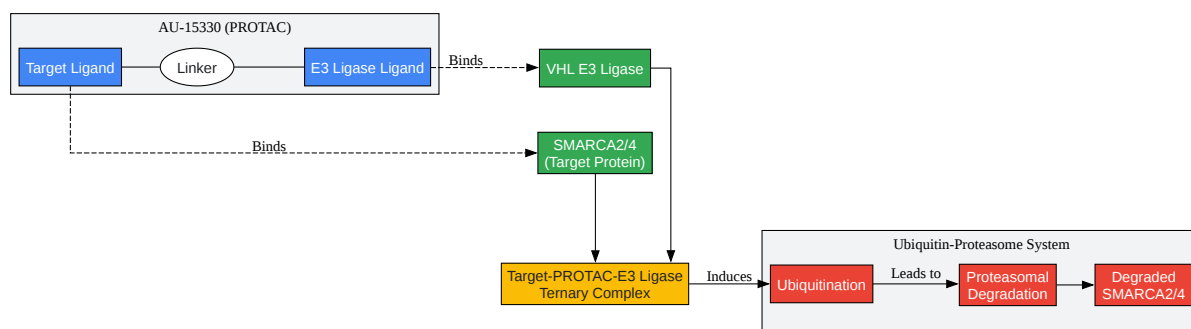 AU-15330 (PROTAC)
Target Ligand
Linker
E3 Ligase Ligand
Binds
VHL E3 Ligase
Binds
SMARCA2/4
(Target Protein)
Target-PROTAC-E3 Ligase
Ternary Complex
Induces
Ubiquitin-Proteasome System
Ubiquitination
Leads to
Proteasomal
Degradation
Degraded
SMARCA2/4